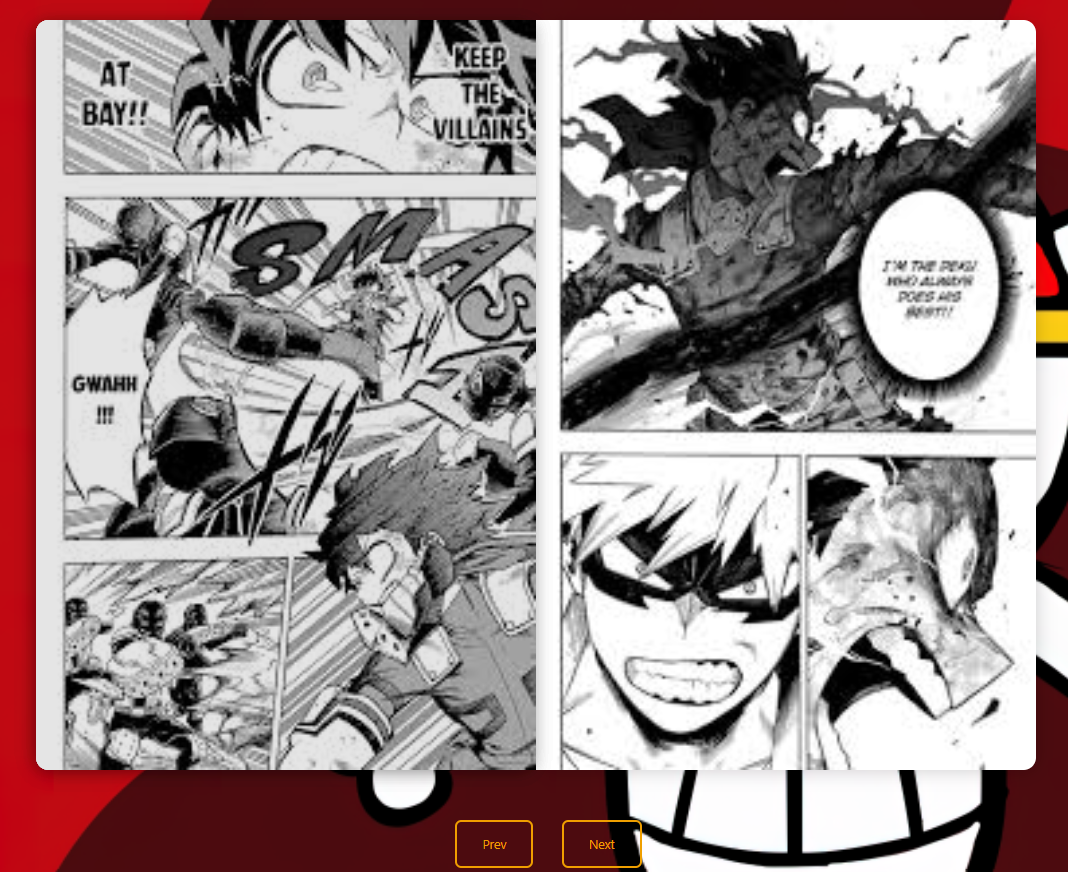 KEEP
THE
VILLAINS
AT
BAY!!
SMASH
GWAHH
!!!
I'M THE DEKU
WHO ALWAYS
DOES HIS
BEST!!
Prev
Next